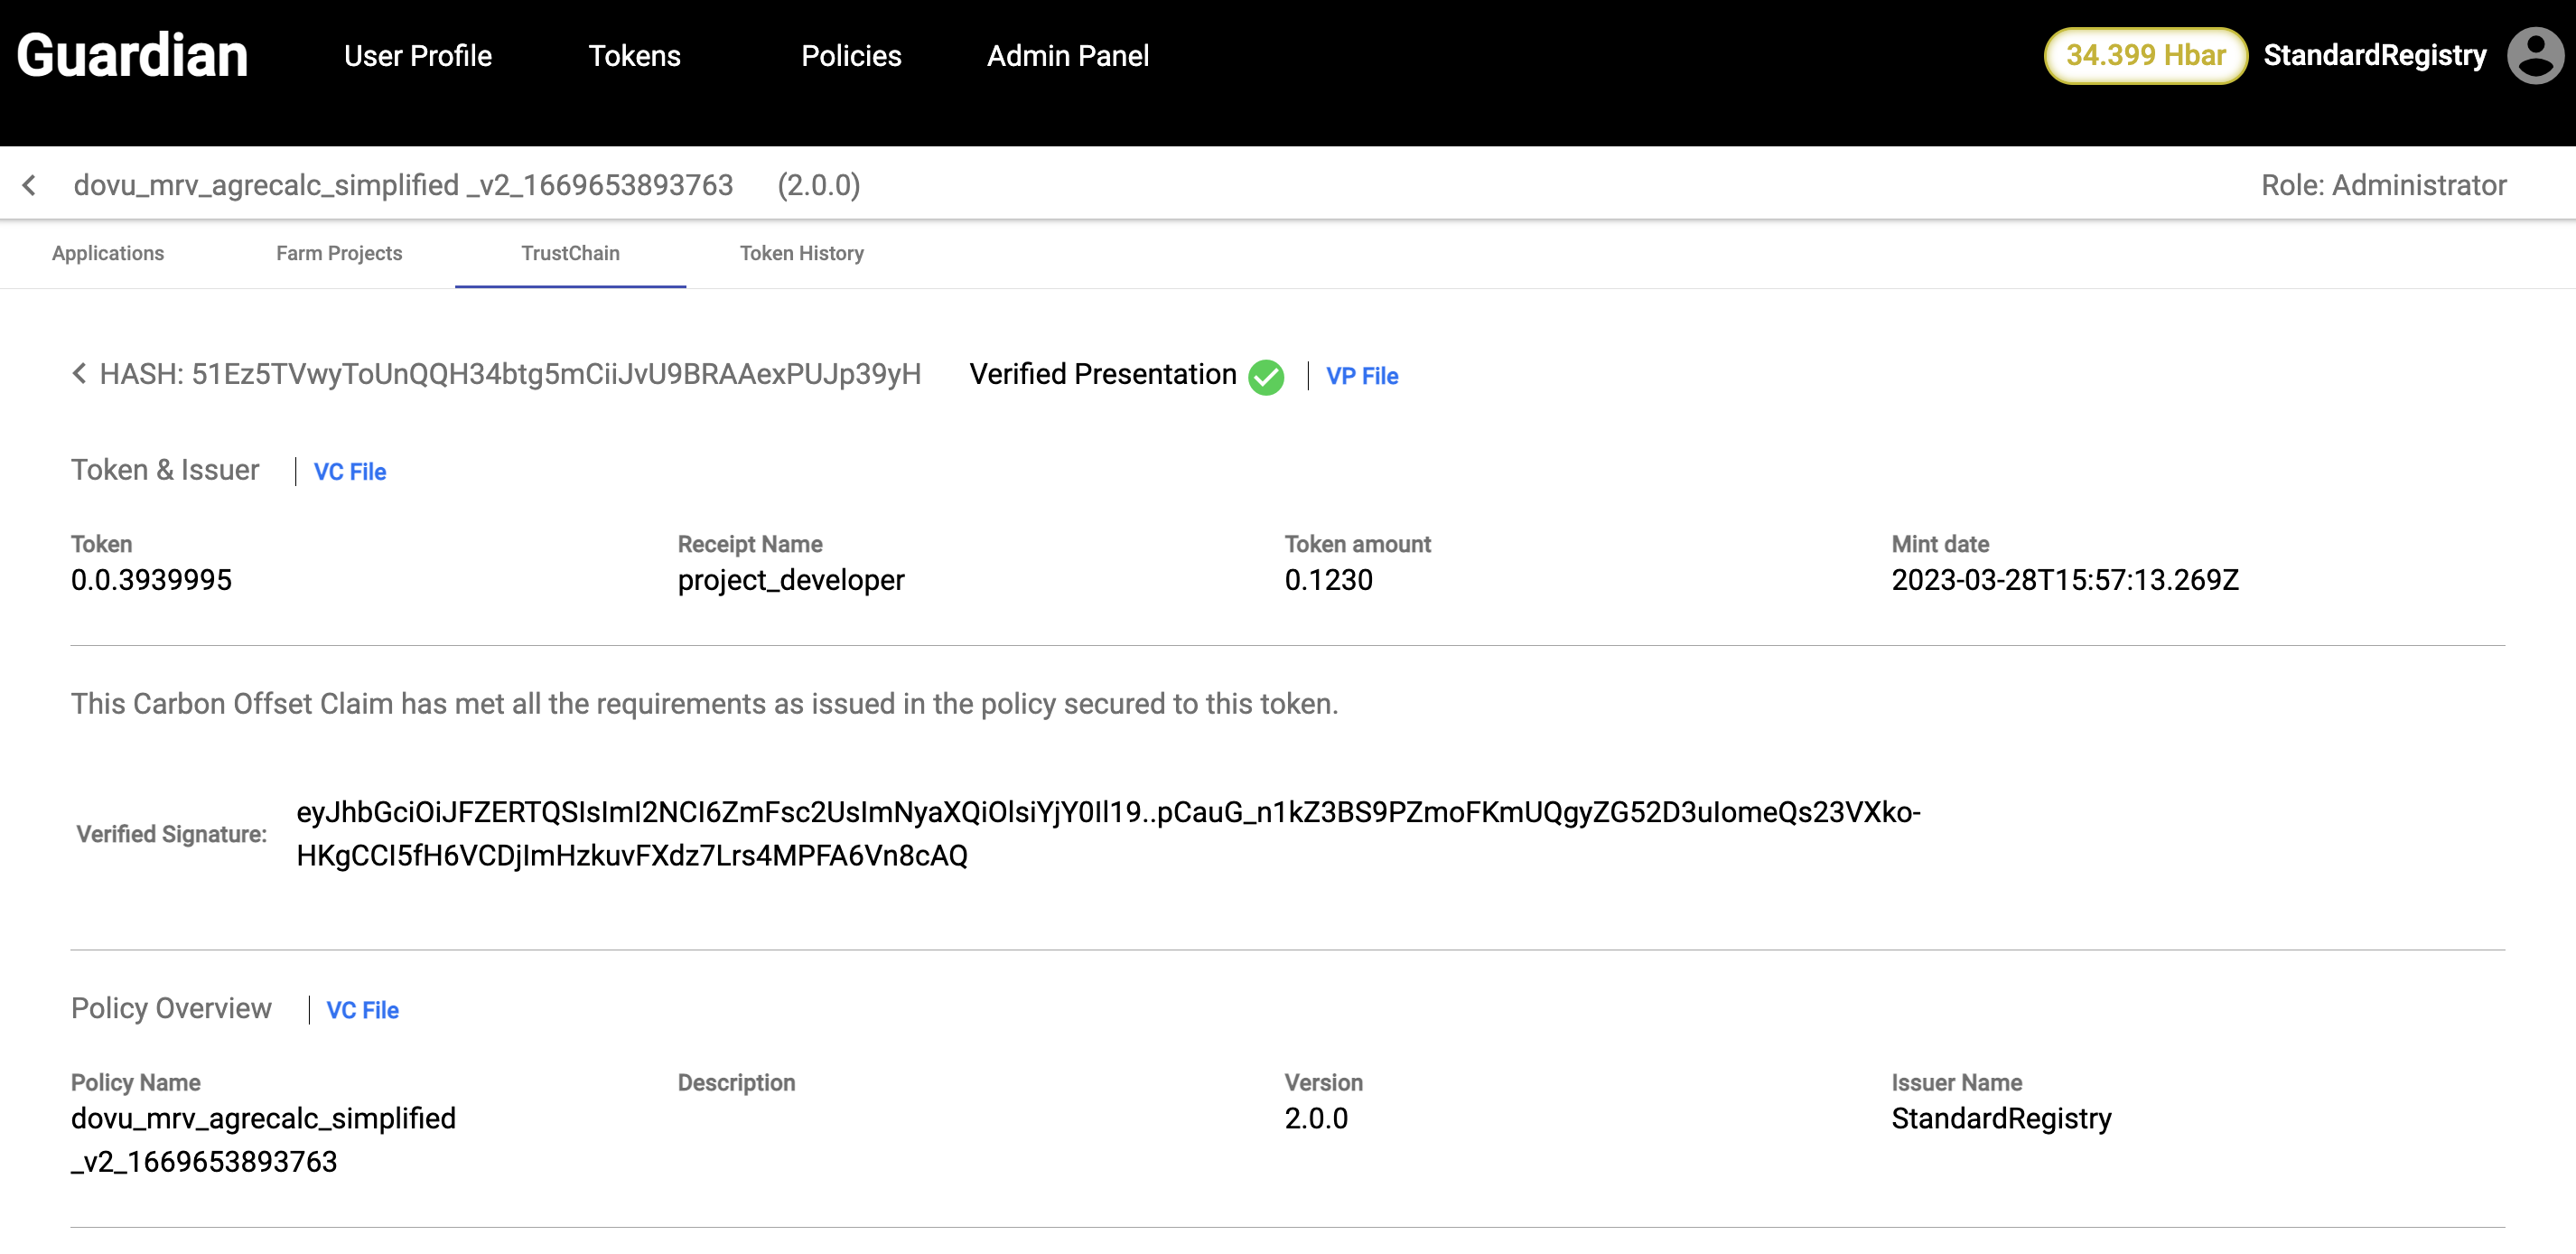 Guardian User Profile Tokens Policies Admin Panel 34.399 Hbar StandardRegistry
dovu_mrv_agrecalc_simplified _v2_1669653893763 (2.0.0) Role: Administrator
Applications Farm Projects TrustChain Token History
HASH: 51Ez5TVwyToUnQQH34btg5mCiiJvU9BRAAexPUJp39yH Verified Presentation VP File
Token & Issuer VC File
Token Receipt Name Token amount Mint date
0.0.3939995 project_developer 0.1230 2023-03-28T15:57:13.269Z
This Carbon Offset Claim has met all the requirements as issued in the policy secured to this token.
Verified Signature:
eyJhbGciOiJFZERTQSIsImI2NCI6ZmFsc2UsImNyaXQiOlsiYjY0Il19..pCauG_n1kZ3BS9PZmoFKmUQgyZG52D3uIomeQs23VXko-
HKgCCI5fH6VCDjImHzkuvFXdz7Lrs4MPFA6Vn8cAQ
Policy Overview VC File
Policy Name Description Version Issuer Name
dovu_mrv_agrecalc_simplified 2.0.0 StandardRegistry
_v2_1669653893763